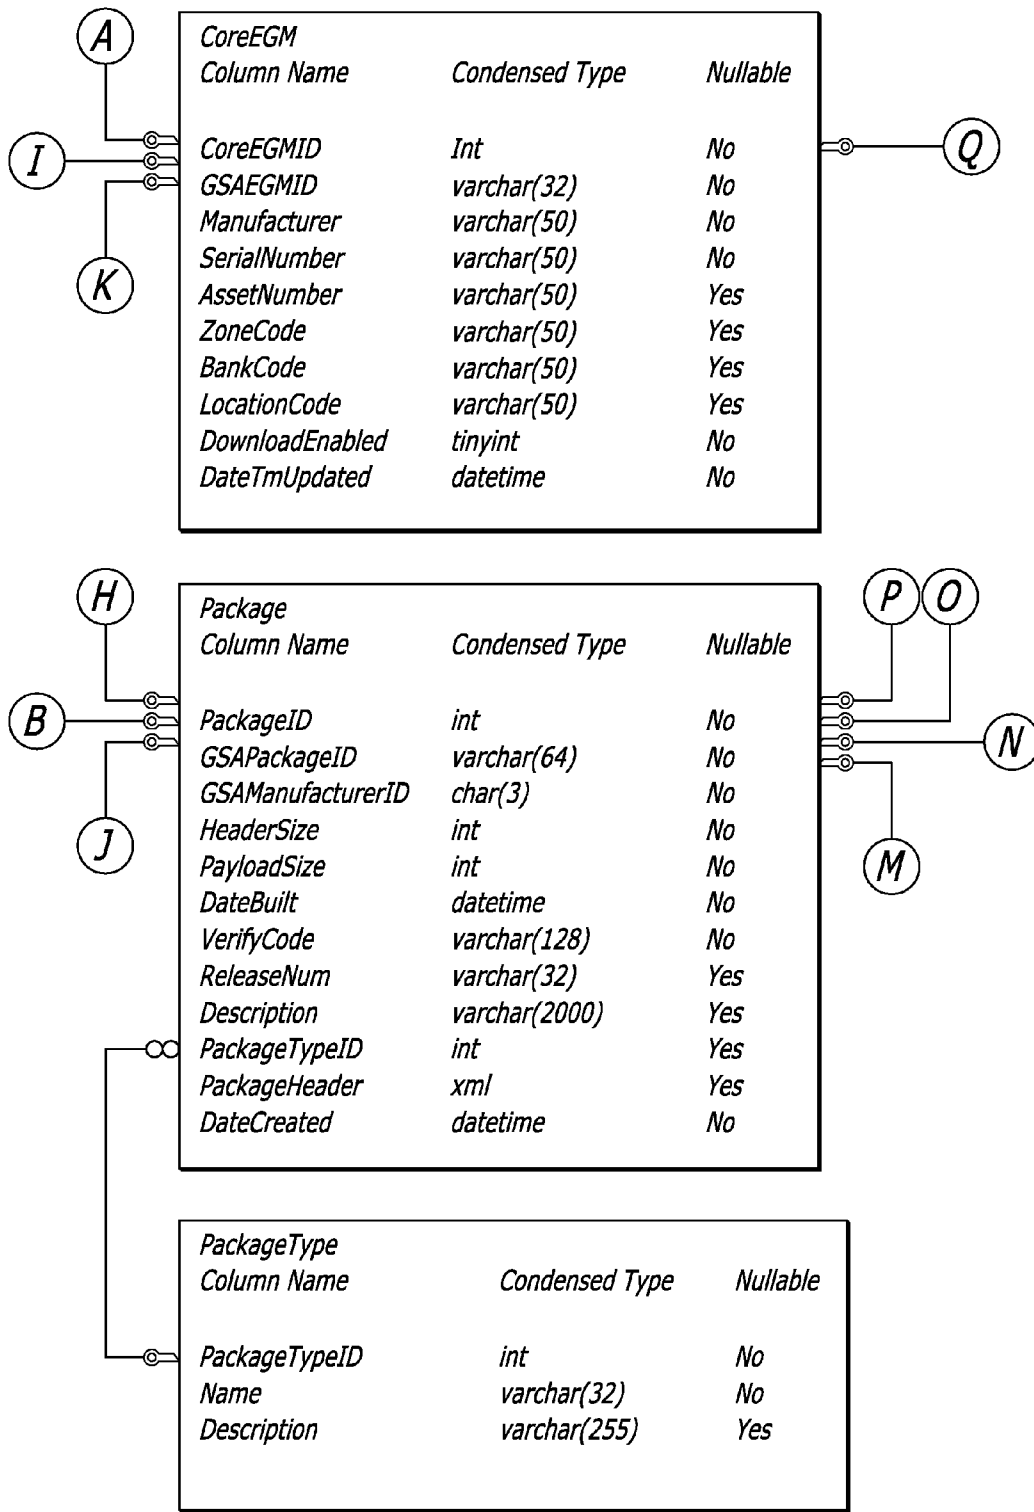 A
I
K
Q
CoreEGM
Column Name Condensed Type Nullable
CoreEGMID Int No
GSAEGMID varchar(32) No
Manufacturer varchar(50) No
SerialNumber varchar(50) No
AssetNumber varchar(50) Yes
ZoneCode varchar(50) Yes
BankCode varchar(50) Yes
LocationCode varchar(50) Yes
DownloadEnabled tinyint No
DateTmUpdated datetime No
H
B
J
P
O
N
M
Package
Column Name Condensed Type Nullable
PackageID int No
GSAPackageID varchar(64) No
GSAManufacturerID char(3) No
HeaderSize int No
PayloadSize int No
DateBuilt datetime No
VerifyCode varchar(128) No
ReleaseNum varchar(32) Yes
Description varchar(2000) Yes
PackageTypeID int Yes
PackageHeader xml Yes
DateCreated datetime No
PackageType
Column Name Condensed Type Nullable
PackageTypeID int No
Name varchar(32) No
Description varchar(255) Yes